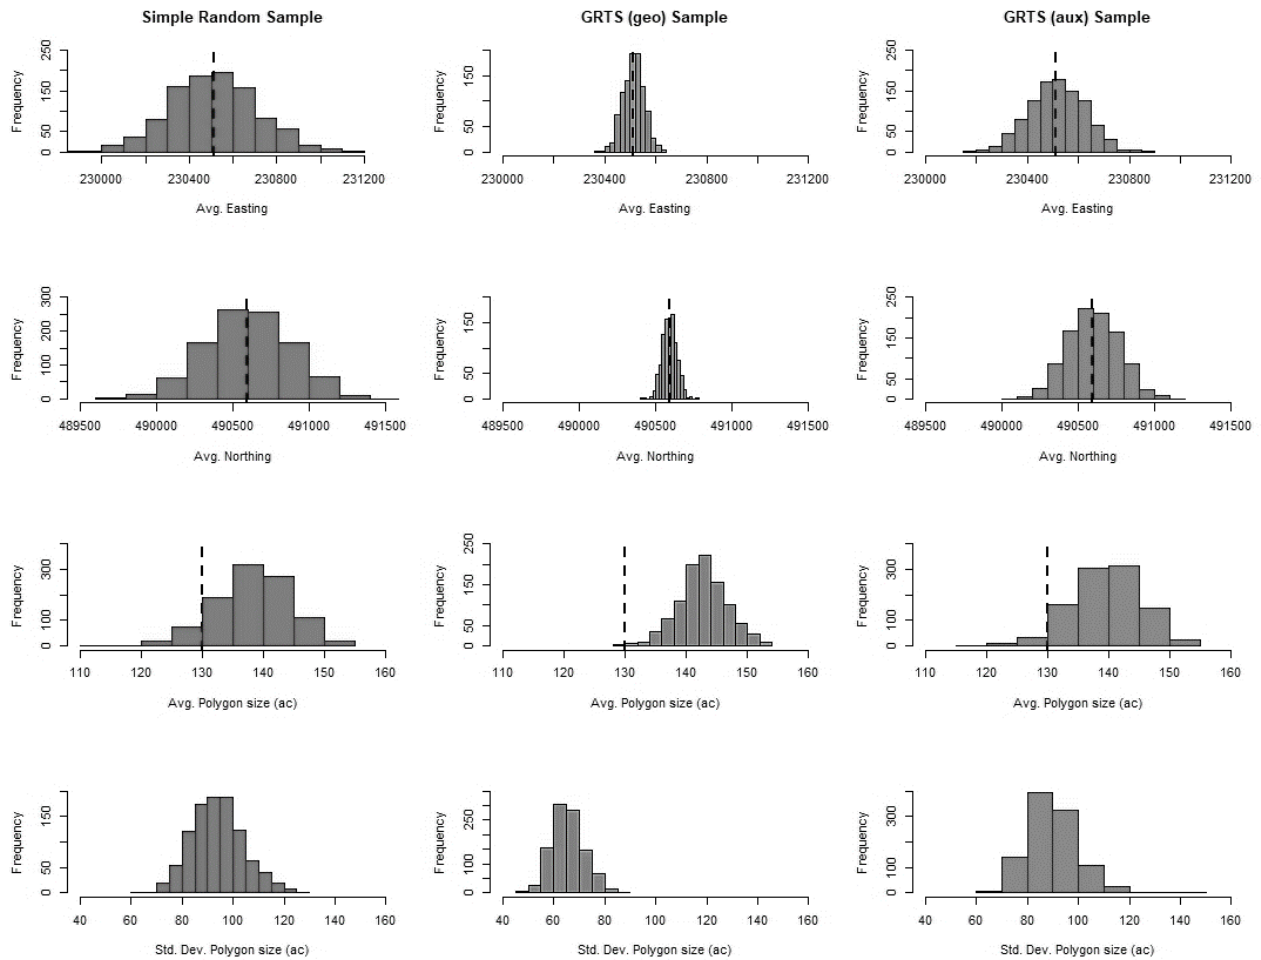 Simple Random Sample
GRTS (geo) Sample
GRTS (aux) Sample
Frequency
0 50 150 250
230000 230400 230800 231200
Avg. Easting
Frequency
0 50 150
230000 230400 230800 231200
Avg. Easting
Frequency
0 50 150 250
230000 230400 230800 231200
Avg. Easting
Frequency
0 100 200 300
489500 490000 490500 491000 491500
Avg. Northing
Frequency
0 50 150
489500 490000 490500 491000 491500
Avg. Northing
Frequency
0 50 150 250
489500 490000 490500 491000 491500
Avg. Northing
Frequency
0 100 300
110 120 130 140 150 160
Avg. Polygon size (ac)
Frequency
0 50 150 250
110 120 130 140 150 160
Avg. Polygon size (ac)
Frequency
0 100 300
110 120 130 140 150 160
Avg. Polygon size (ac)
Frequency
0 50 150
40 60 80 100 120 140 160
Std. Dev. Polygon size (ac)
Frequency
0 100 250
40 60 80 100 120 140 160
Std. Dev. Polygon size (ac)
Frequency
0 100 300
40 60 80 100 120 140 160
Std. Dev. Polygon size (ac)